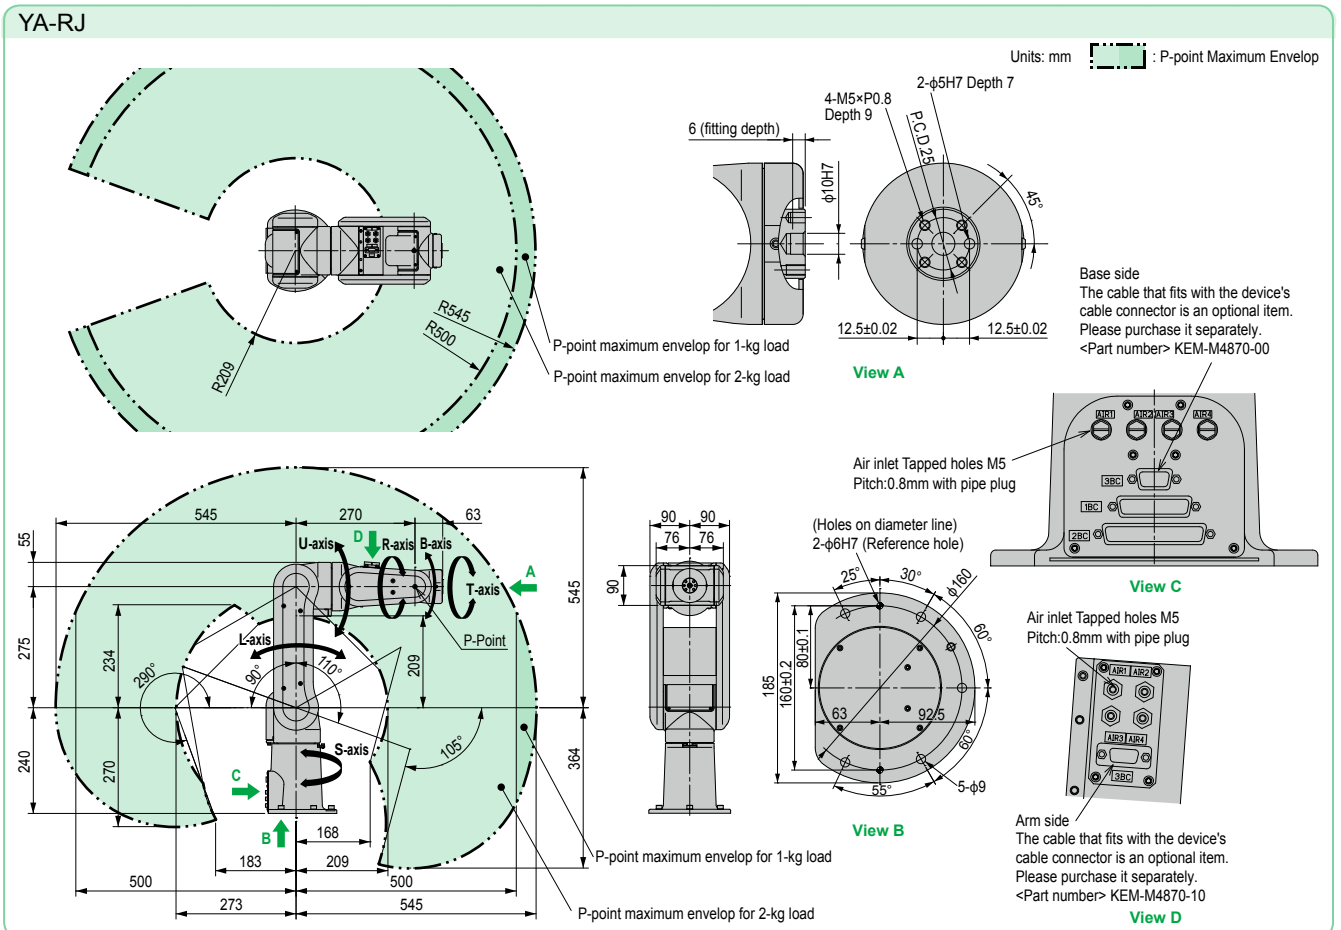 YA-RJ
Units: mm
: P-point Maximum Envelop
R545
R500
R209
P-point maximum envelop for 1-kg load
P-point maximum envelop for 2-kg load
2-ϕ5H7 Depth 7
4-M5×P0.8
Depth 9
6 (fitting depth)
P.C.D.25
ϕ10H7
45°
12.5±0.02
12.5±0.02
View A
Base side
The cable that fits with the device's
cable connector is an optional item.
Please purchase it separately.
<Part number> KEM-M4870-00
AIR1
AIR2
AIR3
AIR4
Air inlet Tapped holes M5
Pitch:0.8mm with pipe plug
3BC
1BC
2BC
View C
545
270
63
55
U-axis
D
R-axis
B-axis
A
T-axis
P-Point
L-axis
90°
110°
290°
275
234
209
545
240
270
S-axis
105°
364
C
B
168
183
209
500
500
273
545
P-point maximum envelop for 1-kg load
P-point maximum envelop for 2-kg load
90
90
76
76
90
(Holes on diameter line)
2-ϕ6H7 (Reference hole)
25°
30°
ϕ160
60°
185
160±0.2
80±0.1
63
92.5
60°
55°
5-ϕ9
View B
Air inlet Tapped holes M5
Pitch:0.8mm with pipe plug
AIR1
AIR2
AIR3
AIR4
3BC
Arm side
The cable that fits with the device's
cable connector is an optional item.
Please purchase it separately.
<Part number> KEM-M4870-10
View D